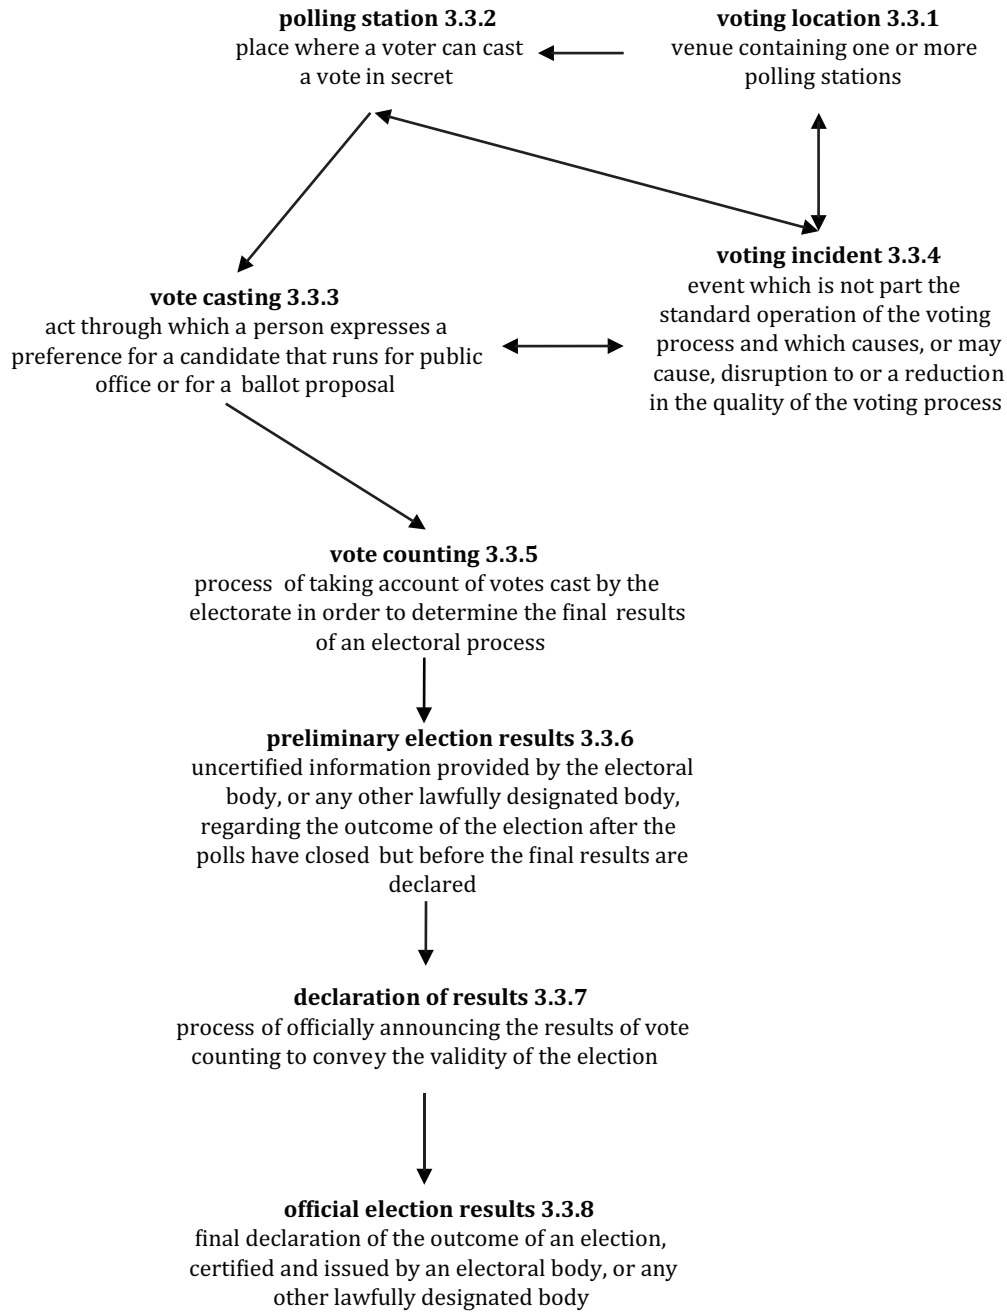 polling station 3.3.2
place where a voter can cast
a vote in secret
voting location 3.3.1
venue containing one or more
polling stations
voting incident 3.3.4
event which is not part the
standard operation of the voting
process and which causes, or may
cause, disruption to or a reduction
in the quality of the voting process
vote casting 3.3.3
act through which a person expresses a
preference for a candidate that runs for public
office or for a ballot proposal
vote counting 3.3.5
process of taking account of votes cast by the
electorate in order to determine the final results
of an electoral process
preliminary election results 3.3.6
uncertified information provided by the electoral
body, or any other lawfully designated body,
regarding the outcome of the election after the
polls have closed but before the final results are
declared
declaration of results 3.3.7
process of officially announcing the results of vote
counting to convey the validity of the election
official election results 3.3.8
final declaration of the outcome of an election,
certified and issued by an electoral body, or any
other lawfully designated body